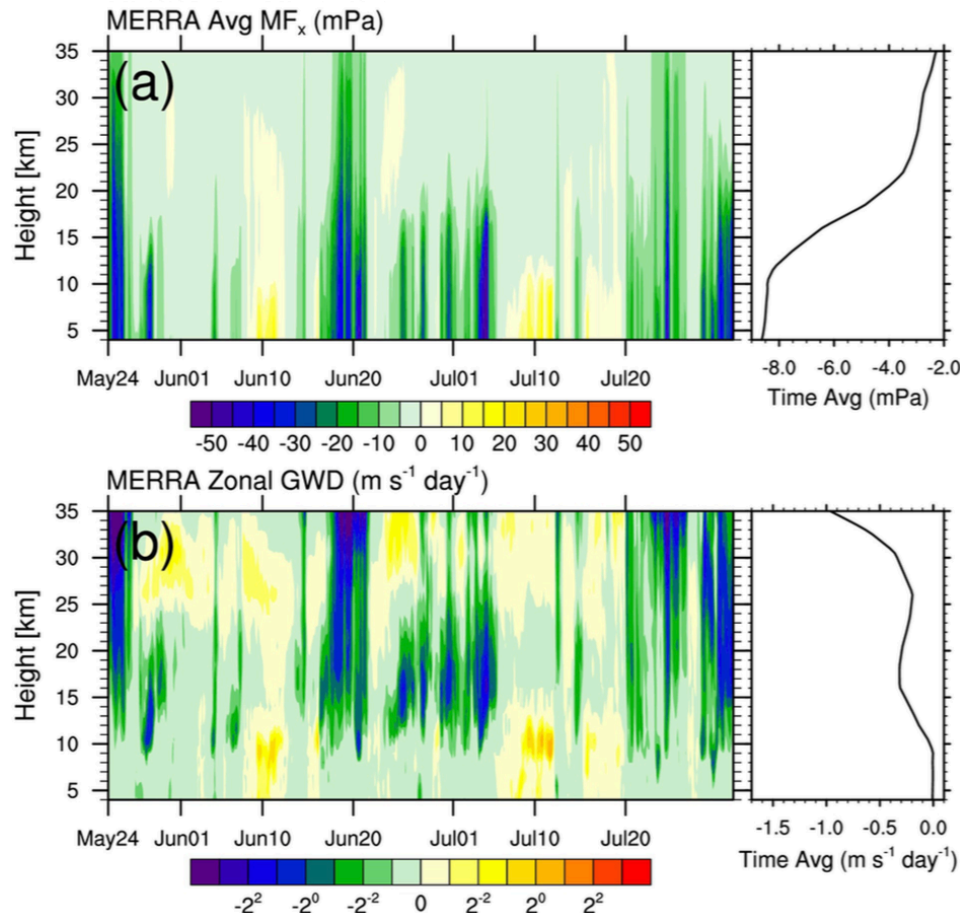 MERRA Avg MFₓ (mPa)
(a)
35
30
25
20
15
10
5
Height [km]
May24 Jun01 Jun10 Jun20 Jul01 Jul10 Jul20
-50 -40 -30 -20 -10 0 10 20 30 40 50
-8.0 -6.0 -4.0 -2.0
Time Avg (mPa)
MERRA Zonal GWD (m s⁻¹ day⁻¹)
(b)
35
30
25
20
15
10
5
Height [km]
May24 Jun01 Jun10 Jun20 Jul01 Jul10 Jul20
-2² -2⁰ -2⁻² 0 2⁻² 2⁰ 2²
-1.5 -1.0 -0.5 0.0
Time Avg (m s⁻¹ day⁻¹)